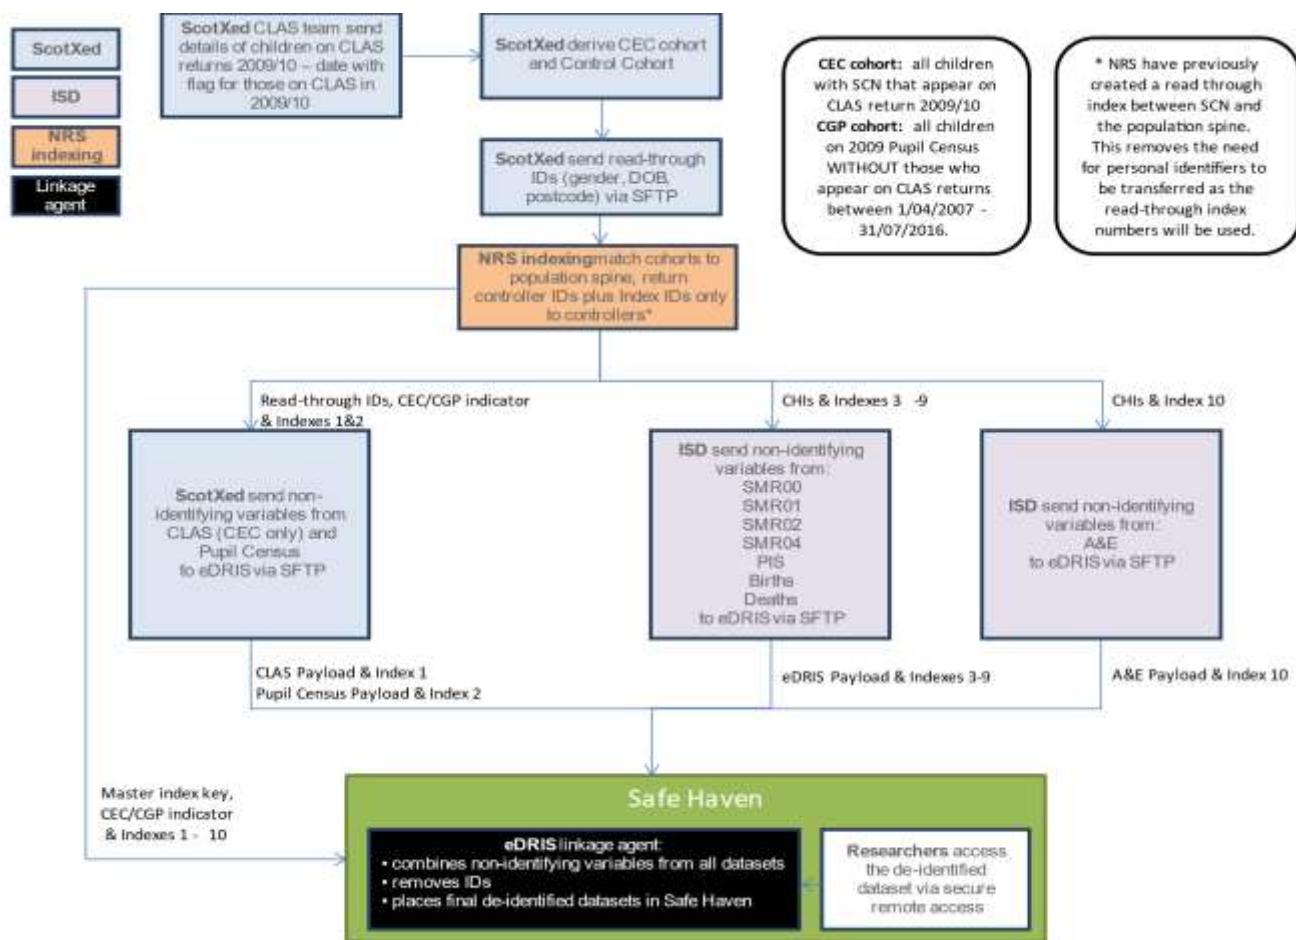 ScotXed
ISD
NRS
indexing
Linkage
agent
ScotXed CLAS team send
details of children on CLAS
returns 2009/10 – date with
flag for those on CLAS in
2009/10
ScotXed derive CEC cohort
and Control Cohort
CEC cohort: all children
with SCN that appear on
CLAS return 2009/10
CGP cohort: all children
on 2009 Pupil Census
WITHOUT those who
appear on CLAS returns
between 1/04/2007 -
31/07/2016.
* NRS have previously
created a read through
index between SCN and
the population spine.
This removes the need
for personal identifiers to
be transferred as the
read-through index
numbers will be used.
ScotXed send read-through
IDs (gender, DOB,
postcode) via SFTP
NRS indexingmatch cohorts to
population spine, return
controller IDs plus Index IDs only
to controllers*
Read-through IDs, CEC/CGP indicator
& Indexes 1&2
CHIs & Indexes 3 -9
CHIs & Index 10
ScotXed send non-
identifying variables from
CLAS (CEC only) and
Pupil Census
to eDRIS via SFTP
ISD send non-identifying
variables from:
SMR00
SMR01
SMR02
SMR04
PIS
Births
Deaths
to eDRIS via SFTP
ISD send non-identifying
variables from:
A&E
to eDRIS via SFTP
CLAS Payload & Index 1
Pupil Census Payload & Index 2
eDRIS Payload & Indexes 3-9
A&E Payload & Index 10
Master index key,
CEC/CGP indicator
& Indexes 1 - 10
Safe Haven
eDRIS linkage agent:
• combines non-identifying variables from all datasets
• removes IDs
• places final de-identified datasets in Safe Haven
Researchers access
the de-identified
dataset via secure
remote access